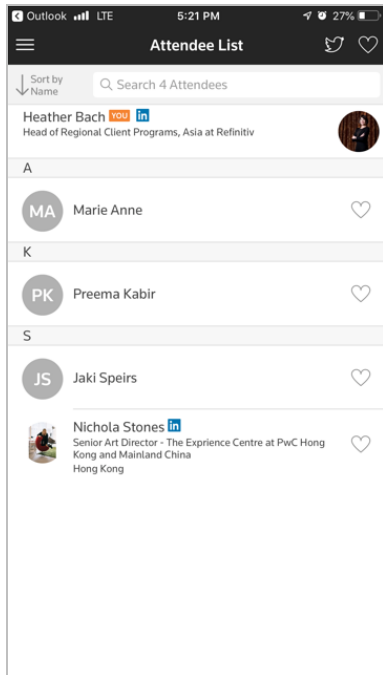 Outlook LTE 5:21 PM 27%
Attendee List
Sort by
Name
Search 4 Attendees
Heather Bach YOU in
Head of Regional Client Programs, Asia at Refinitiv
A
MA Marie Anne
K
PK Preema Kabir
S
JS Jaki Speirs
Nichola Stones in
Senior Art Director - The Exprience Centre at PwC Hong
Kong and Mainland China
Hong Kong